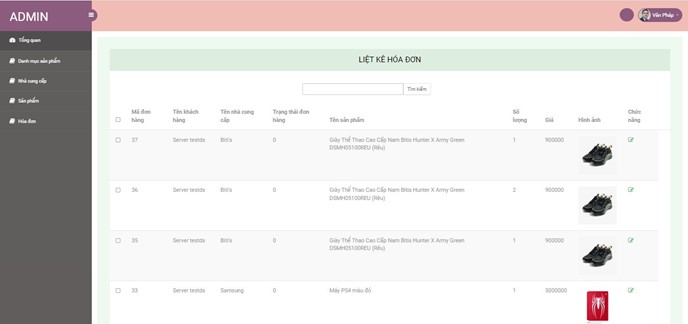 ADMIN
Văn Pháp
Tổng quan
Danh mục sản phẩm
Nhà cung cấp
Sản phẩm
Hóa đơn
LIỆT KÊ HÓA ĐƠN
Tìm kiếm
Mã đơn hàng
Tên khách hàng
Tên nhà cung cấp
Trạng thái đơn hàng
Tên sản phẩm
Số lượng
Giá
Hình ảnh
Chức năng
37 Server testda Biti's 0 Giày Thể Thao Cao Cấp Nam Bitis Hunter X Army Green 1 900000
DSMH05100REU (Rêu)
36 Server testda Biti's 0 Giày Thể Thao Cao Cấp Nam Bitis Hunter X Army Green 2 900000
DSMH05100REU (Rêu)
35 Server testda Biti's 0 Giày Thể Thao Cao Cấp Nam Bitis Hunter X Army Green 1 900000
DSMH05100REU (Rêu)
33 Server testda Samsung 0 Máy PS4 màu đỏ 1 5000000